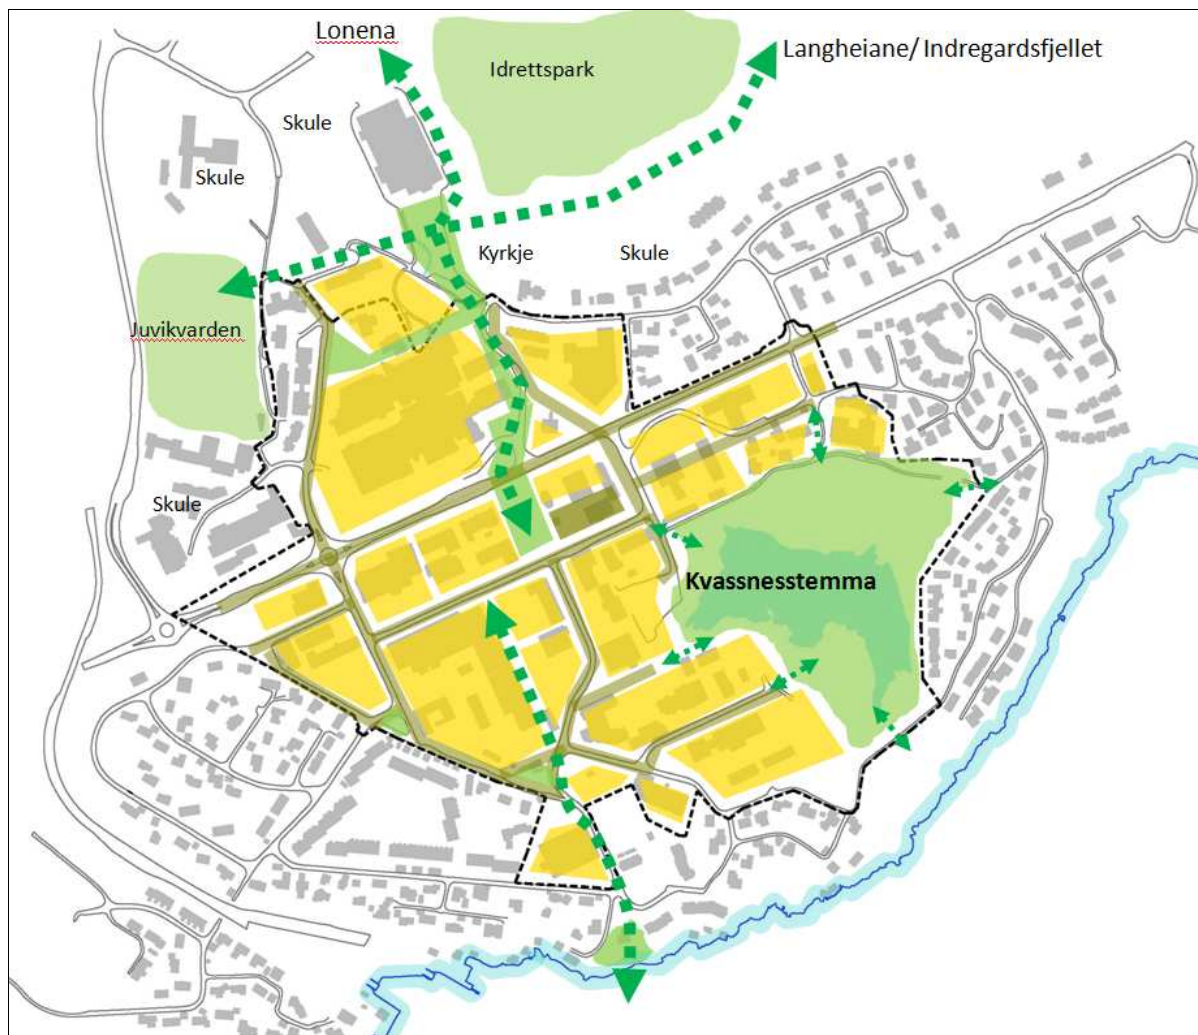 Lonena
Langheiane/ Indregardsfjellet
Idrettspark
Skule
Skule
Kyrkje
Skule
Juvikvarden
Skule
Kvassnesstemma